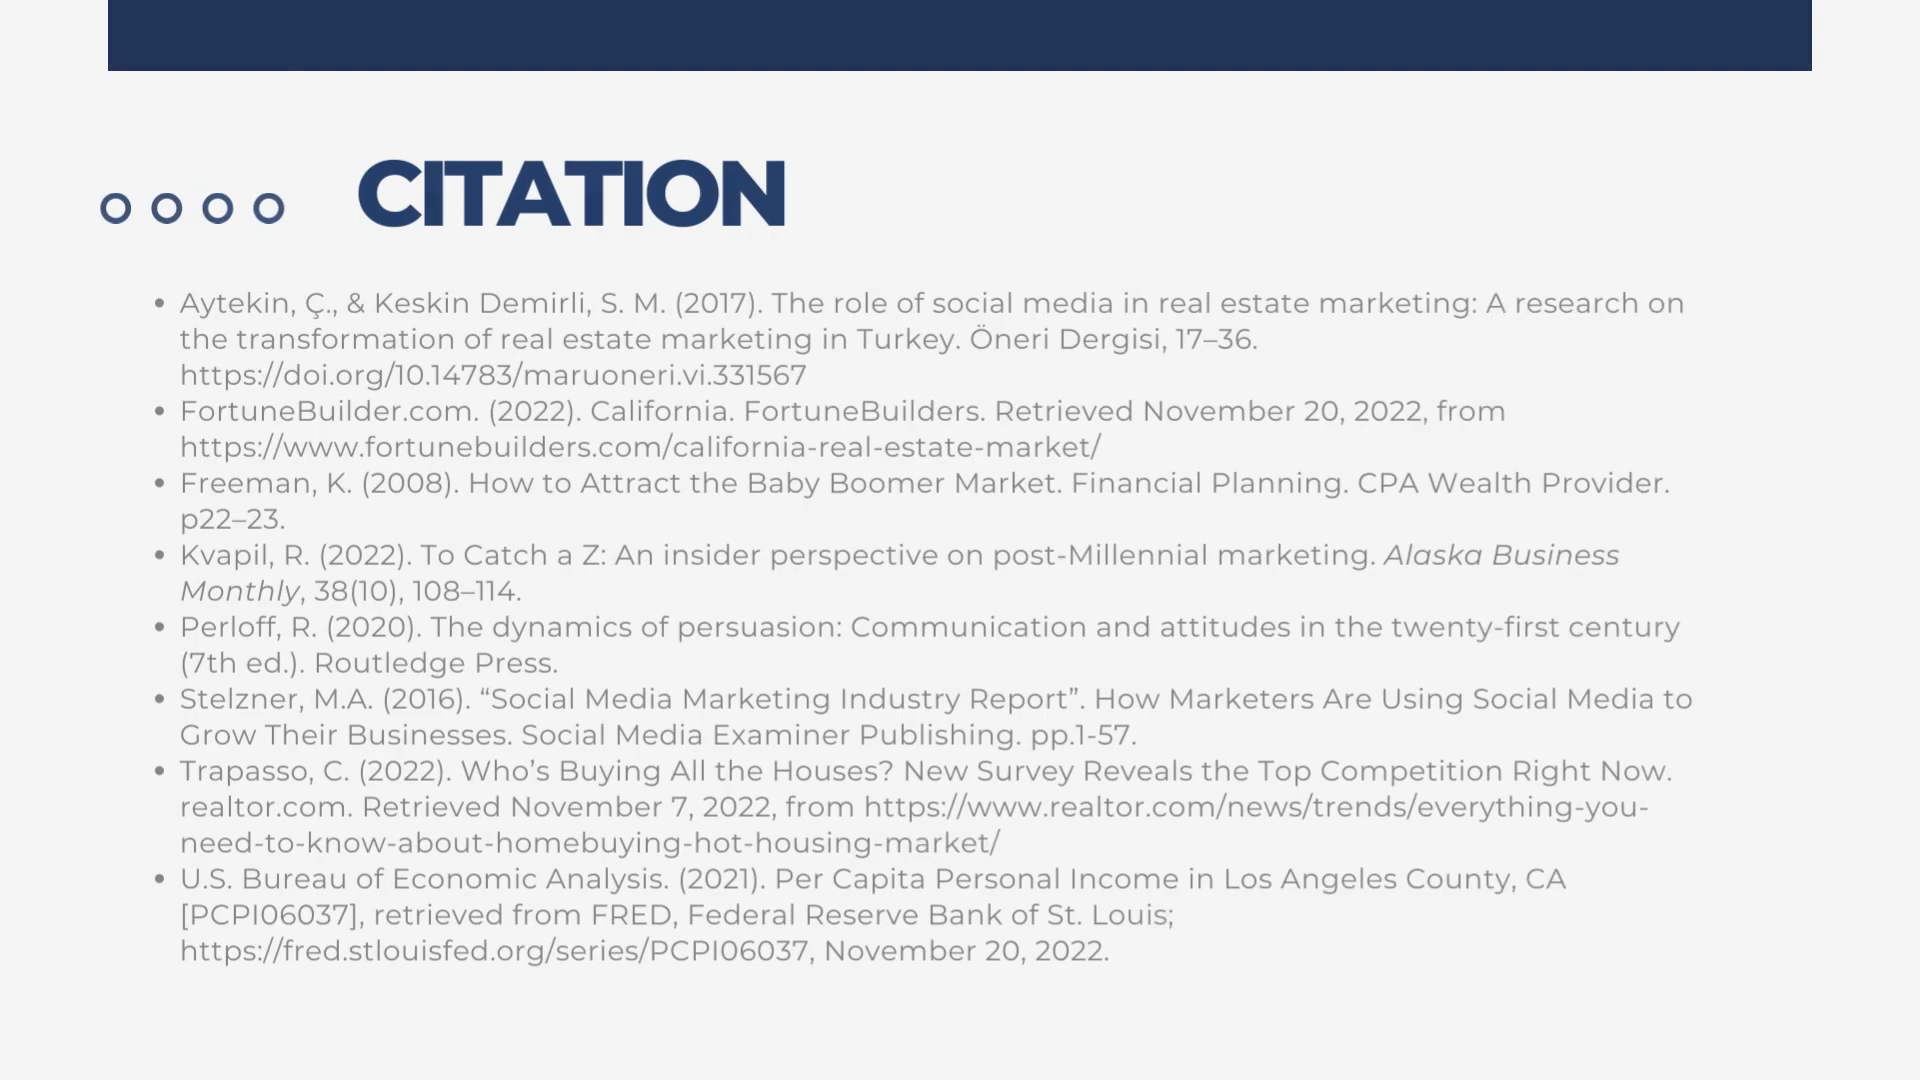 CITATION
• Aytekin, Ç., & Keskin Demirli, S. M. (2017). The role of social media in real estate marketing: A research on
the transformation of real estate marketing in Turkey. Öneri Dergisi, 17–36.
https://doi.org/10.14783/maruoneri.vi.331567
• FortuneBuilder.com. (2022). California. FortuneBuilders. Retrieved November 20, 2022, from
https://www.fortunebuilders.com/california-real-estate-market/
• Freeman, K. (2008). How to Attract the Baby Boomer Market. Financial Planning. CPA Wealth Provider.
p22–23.
• Kvapil, R. (2022). To Catch a Z: An insider perspective on post-Millennial marketing. Alaska Business
Monthly, 38(10), 108–114.
• Perloff, R. (2020). The dynamics of persuasion: Communication and attitudes in the twenty-first century
(7th ed.). Routledge Press.
• Stelzner, M.A. (2016). “Social Media Marketing Industry Report”. How Marketers Are Using Social Media to
Grow Their Businesses. Social Media Examiner Publishing. pp.1-57.
• Trapasso, C. (2022). Who’s Buying All the Houses? New Survey Reveals the Top Competition Right Now.
realtor.com. Retrieved November 7, 2022, from https://www.realtor.com/news/trends/everything-you-
need-to-know-about-homebuying-hot-housing-market/
• U.S. Bureau of Economic Analysis. (2021). Per Capita Personal Income in Los Angeles County, CA
[PCPI06037], retrieved from FRED, Federal Reserve Bank of St. Louis;
https://fred.stlouisfed.org/series/PCPI06037, November 20, 2022.